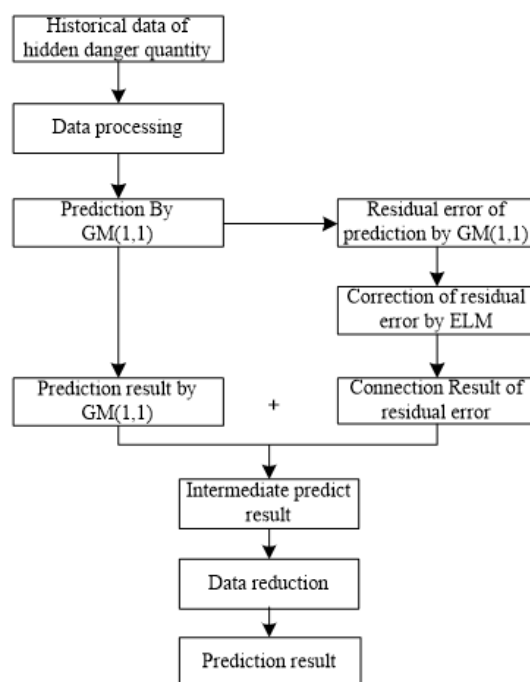 Historical data of
hidden danger quantity
Data processing
Prediction By
GM(1,1)
Residual error of
prediction by GM(1,1)
Correction of residual
error by ELM
Prediction result by
GM(1,1)
+
Connection Result of
residual error
Intermediate predict
result
Data reduction
Prediction result